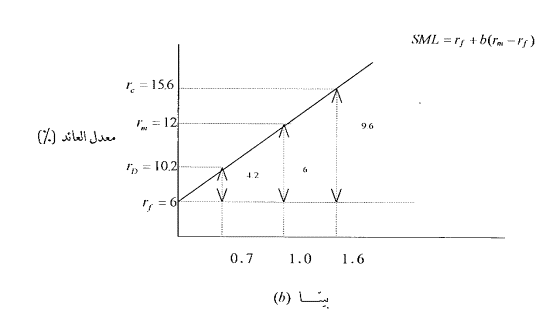 SML = r_f + b(r_m − r_f)
r_c = 15.6
r_m = 12
9.6
معدل العائد (%)
r_D = 10.2
4.2
6
r_f = 6
0.7 1.0 1.6
بيتا (b)